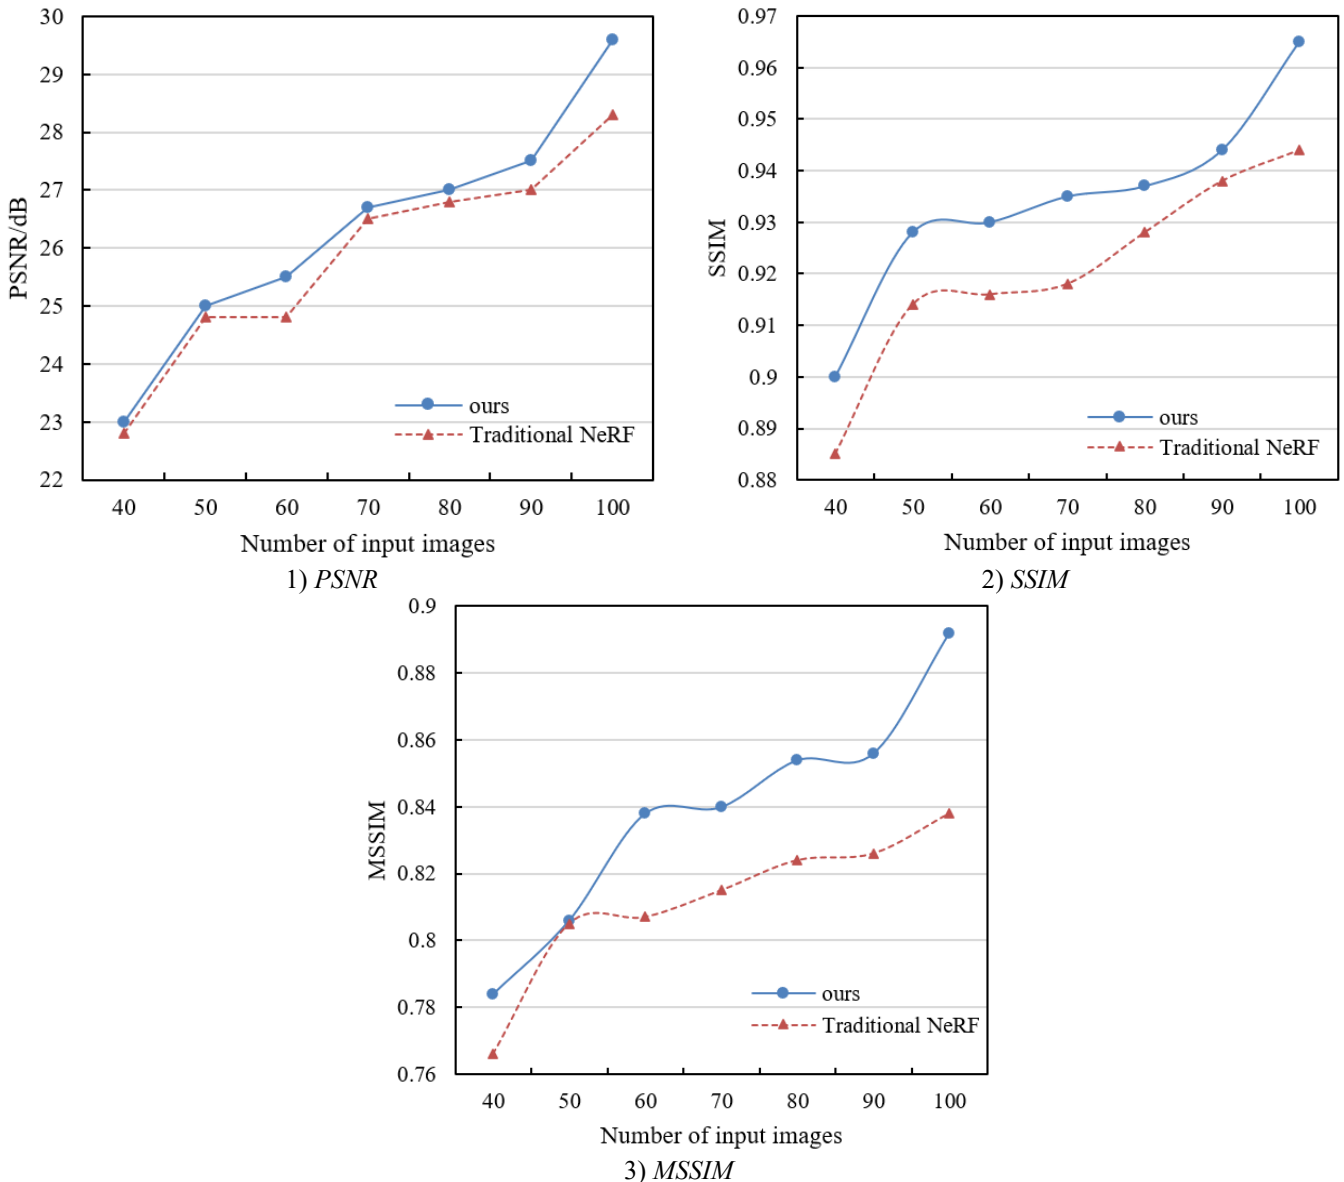 30
29
28
27
26
25
24
23
22
PSNR/dB
ours
Traditional NeRF
40 50 60 70 80 90 100
Number of input images
1) PSNR
0.97
0.96
0.95
0.94
0.93
0.92
0.91
0.9
0.89
0.88
SSIM
ours
Traditional NeRF
40 50 60 70 80 90 100
Number of input images
2) SSIM
0.9
0.88
0.86
0.84
0.82
0.8
0.78
0.76
MSSIM
ours
Traditional NeRF
40 50 60 70 80 90 100
Number of input images
3) MSSIM